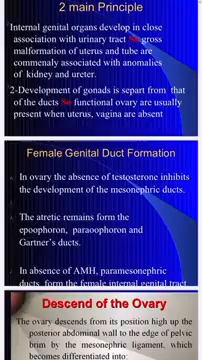 2 main Principle
Internal genital organs develop in close
association with urinary tract So gross
malformation of uterus and tube are
commenaly associated with anomalies
of kidney and ureter.
2-Development of gonads is separt from that
of the ducts So functional ovary are usually
present when uterus, vagina are absent
Female Genital Duct Formation
In ovary the absence of testosterone inhibits
the development of the mesonephric ducts.
The atretic remains form the
epoophoron, paraoophoron and
Gartner's ducts.
In absence of AMH, paramesonephric
ducts form the female internal genital tract
Descend of the Ovary
The ovary descends from its position high up the
posterior abdominal wall to the edge of pelvic
brim by the mesonephric ligament, which
becomes differentiated into: